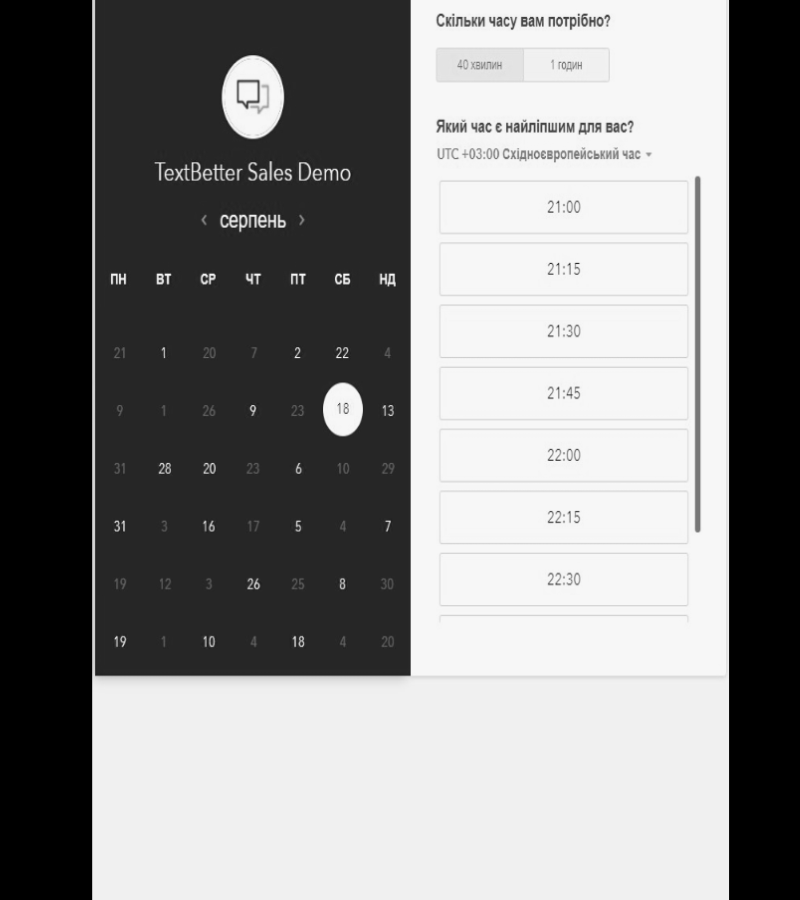 TextBetter Sales Demo
‹ серпень ›
ПН ВТ СР ЧТ ПТ СБ НД
21 1 20 7 2 22 4
9 1 26 9 23 18 13
31 28 20 23 6 10 29
31 3 16 17 5 4 7
19 12 3 26 25 8 30
19 1 10 4 18 4 20
Скільки часу вам потрібно?
40 хвилин 1 годин
Який час є найліпшим для вас?
UTC +03:00 Східноєвропейський час
21:00
21:15
21:30
21:45
22:00
22:15
22:30